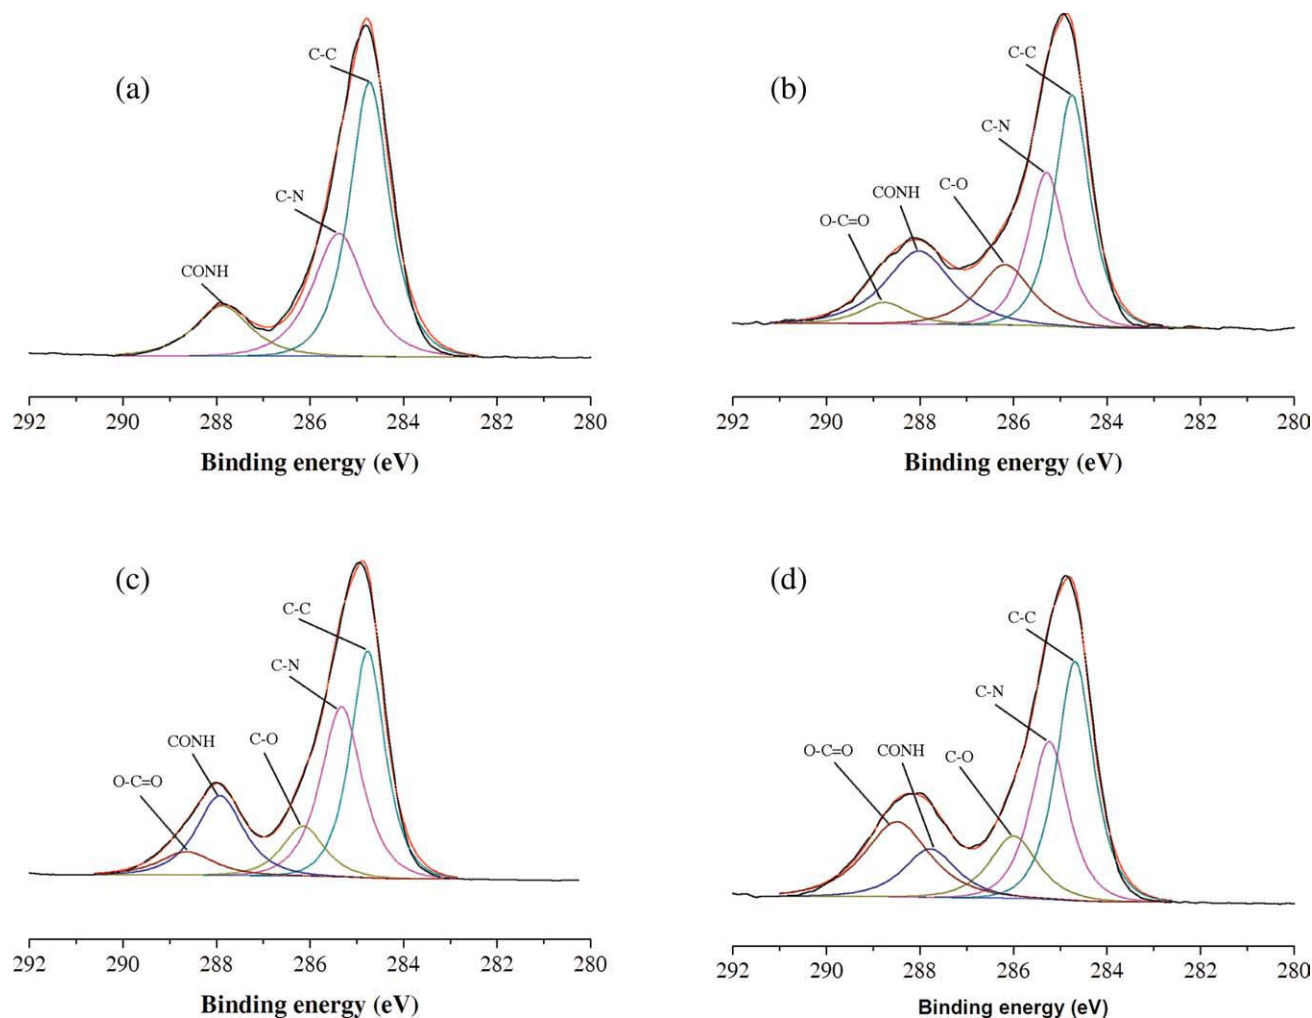 (a)
C-C
C-N
CONH
292 290 288 286 284 282 280
Binding energy (eV)
(b)
C-C
C-N
C-O
CONH
O-C=O
292 290 288 286 284 282 280
Binding energy (eV)
(c)
C-C
C-N
C-O
CONH
O-C=O
292 290 288 286 284 282 280
Binding energy (eV)
(d)
C-C
C-N
C-O
CONH
O-C=O
292 290 288 286 284 282 280
Binding energy (eV)